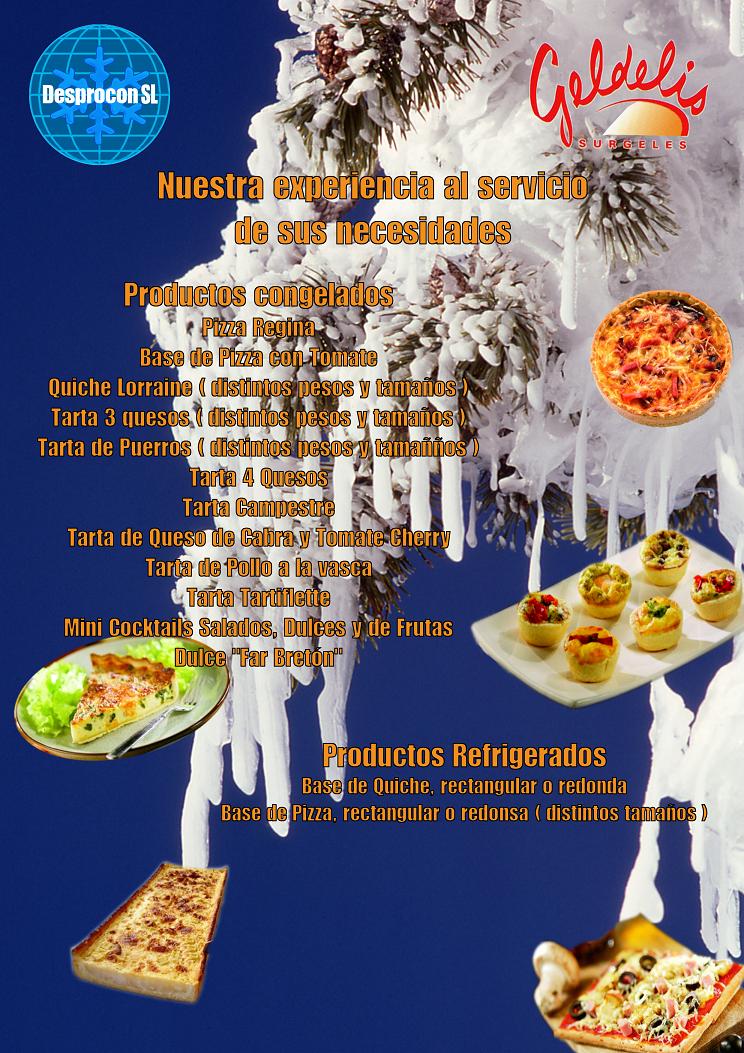 Desprocon SL
Geldelis
SURGELES
Nuestra experiencia al servicio
de sus necesidades
Productos congelados
Pizza Regina
Base de Pizza con Tomate
Quiche Lorraine ( distintos pesos y tamaños )
Tarta 3 quesos ( distintos pesos y tamaños )
Tarta de Puerros ( distintos pesos y tamañños )
Tarta 4 Quesos
Tarta Campestre
Tarta de Queso de Cabra y Tomate Cherry
Tarta de Pollo a la vasca
Tarta Tartiflette
Mini Cocktails Salados, Dulces y de Frutas
Dulce "Far Bretón"
Productos Refrigerados
Base de Quiche, rectangular o redonda
Base de Pizza, rectangular o redonsa ( distintos tamaños )